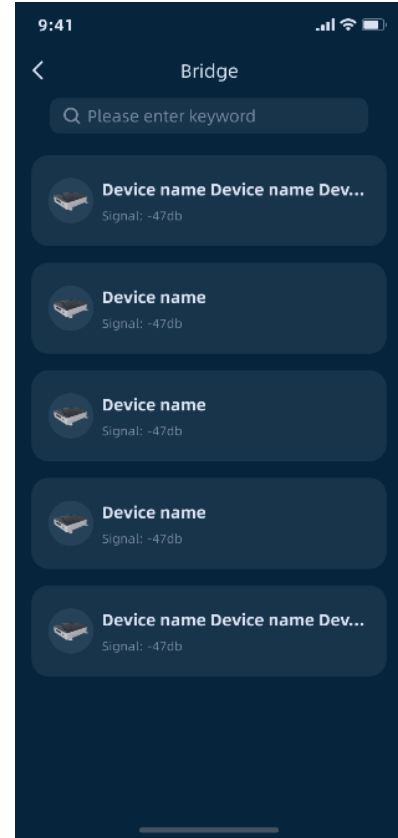 9:41
Bridge
Please enter keyword
Device name Device name Dev...
Signal: -47db
Device name
Signal: -47db
Device name
Signal: -47db
Device name
Signal: -47db
Device name Device name Dev...
Signal: -47db